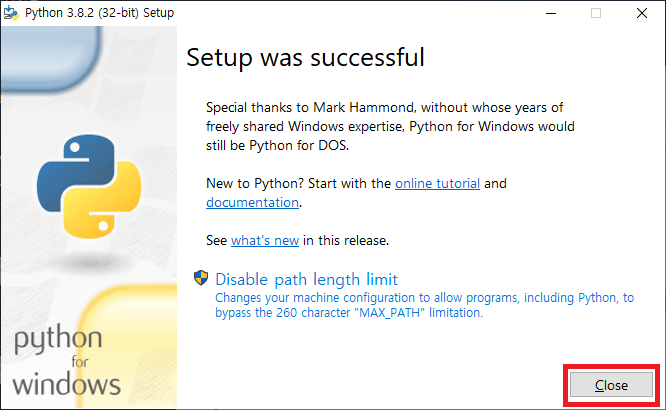 Python 3.8.2 (32-bit) Setup
Setup was successful
Special thanks to Mark Hammond, without whose years of
freely shared Windows expertise, Python for Windows would
still be Python for DOS.
New to Python? Start with the online tutorial and
documentation.
See what's new in this release.
Disable path length limit
Changes your machine configuration to allow programs, including Python, to
bypass the 260 character "MAX_PATH" limitation.
python
for
windows
Close